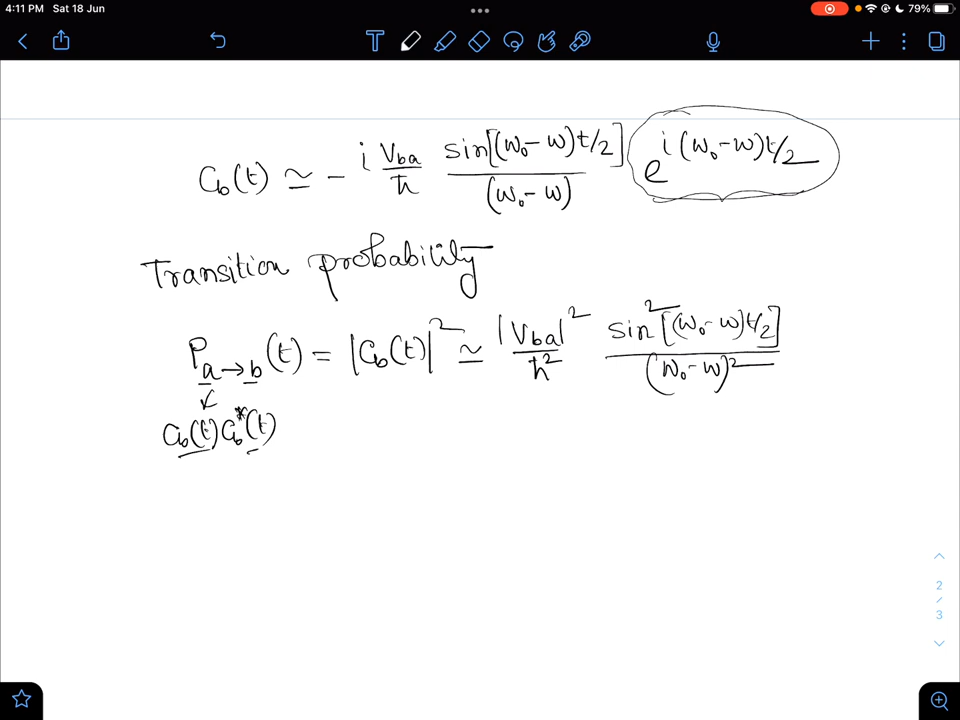 4:11 PM Sat 18 Jun 79%
C_b(t) ≃ - i V_ba/ħ sin[(ω₀-ω)t/2]/(ω₀-ω) e^{i(ω₀-ω)t/2}
Transition probability
P_{a→b}(t) = |C_b(t)|² ≃ |V_ba|²/ħ² sin²[(ω₀-ω)t/2]/(ω₀-ω)²
C_b(t) C_b*(t)
2
/
3